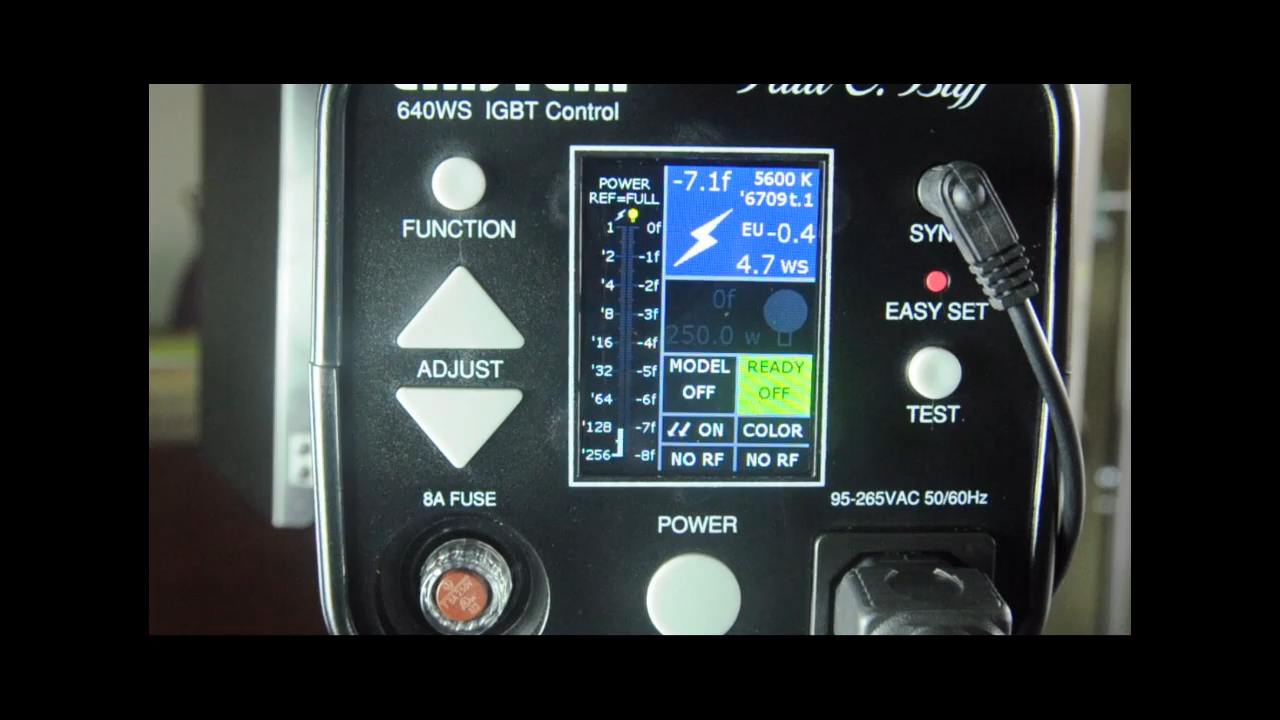 Paul C. Buff
640WS IGBT Control
FUNCTION
ADJUST
8A FUSE
POWER
REF=FULL
1 0f
'2 -1f
'4 -2f
'8 -3f
'16 -4f
'32 -5f
'64 -6f
'128 -7f
'256 -8f
-7.1f 5600 K
'6709t.1
EU -0.4
4.7 ws
0f
250.0 w
MODEL
OFF
READY
OFF
ON
COLOR
NO RF
NO RF
SYN
EASY SET
TEST
95-265VAC 50/60Hz
POWER